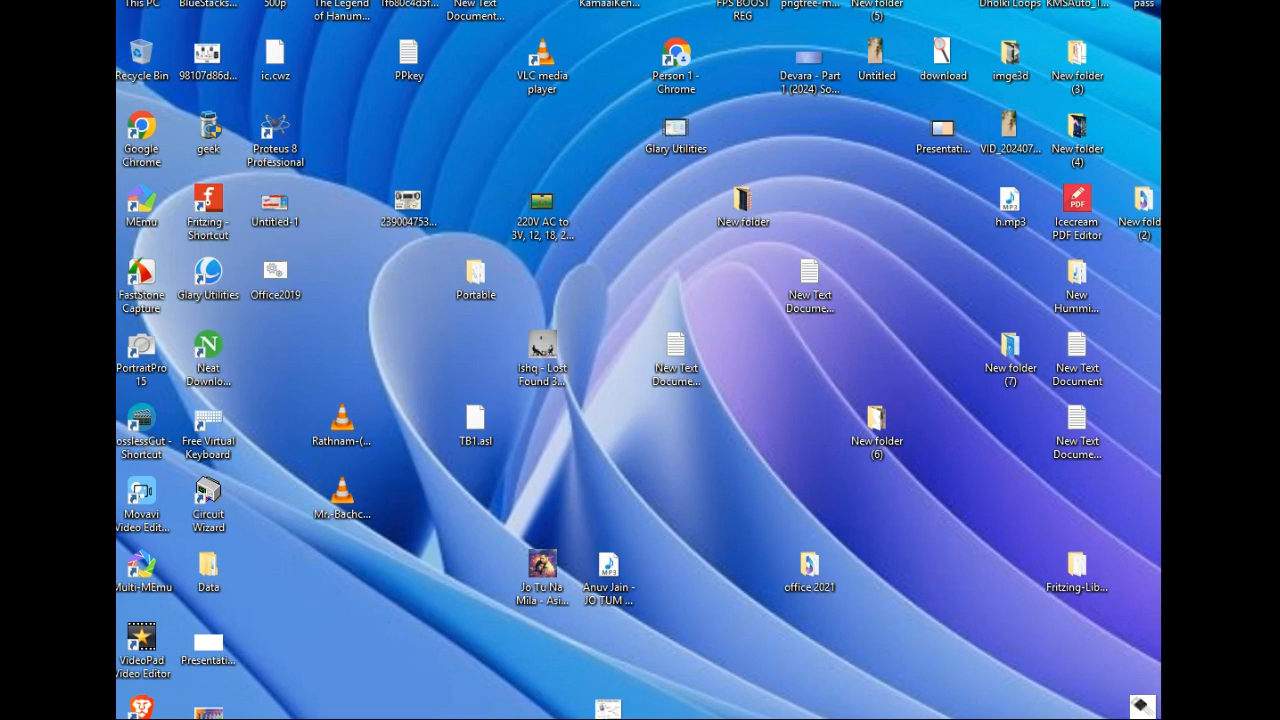 This PC
BlueStacks...
500p
The Legend
of Hanum...
1f680c4d5f...
New Text
Document...
KamaaiKen...
FPS BOOST
REG
pngtree-m...
New folder
(5)
Dholki Loops
KMSAuto_1...
pass
Recycle Bin
98107d86d...
ic.cwz
PPkey
VLC media
player
Person 1 -
Chrome
Devara - Part
1 (2024) So...
Untitled
download
imge3d
New folder
(3)
Google
Chrome
geek
Proteus 8
Professional
Glary Utilities
Presentati...
VID_202407...
New folder
(4)
MEmu
Fritzing -
Shortcut
Untitled-1
239004753...
220V AC to
3V, 12, 18, 2...
New folder
h.mp3
Icecream
PDF Editor
New fold
(2)
FastStone
Capture
Glary Utilities
Office2019
Portable
New Text
Docume...
New
Hummi...
PortraitPro
15
Neat
Downlo...
Ishq - Lost
Found 3...
New Text
Docume...
New folder
(7)
New Text
Document
osslessCut -
Shortcut
Free Virtual
Keyboard
Rathnam-(...
TB1.asl
New folder
(6)
New Text
Docume...
Movavi
Video Edit...
Circuit
Wizard
Mr.-Bachc...
Multi-MEmu
Data
Jo Tu Na
Mila - Asi...
Anuv Jain -
JO TUM ...
office 2021
Fritzing-Lib...
VideoPad
Video Editor
Presentati...